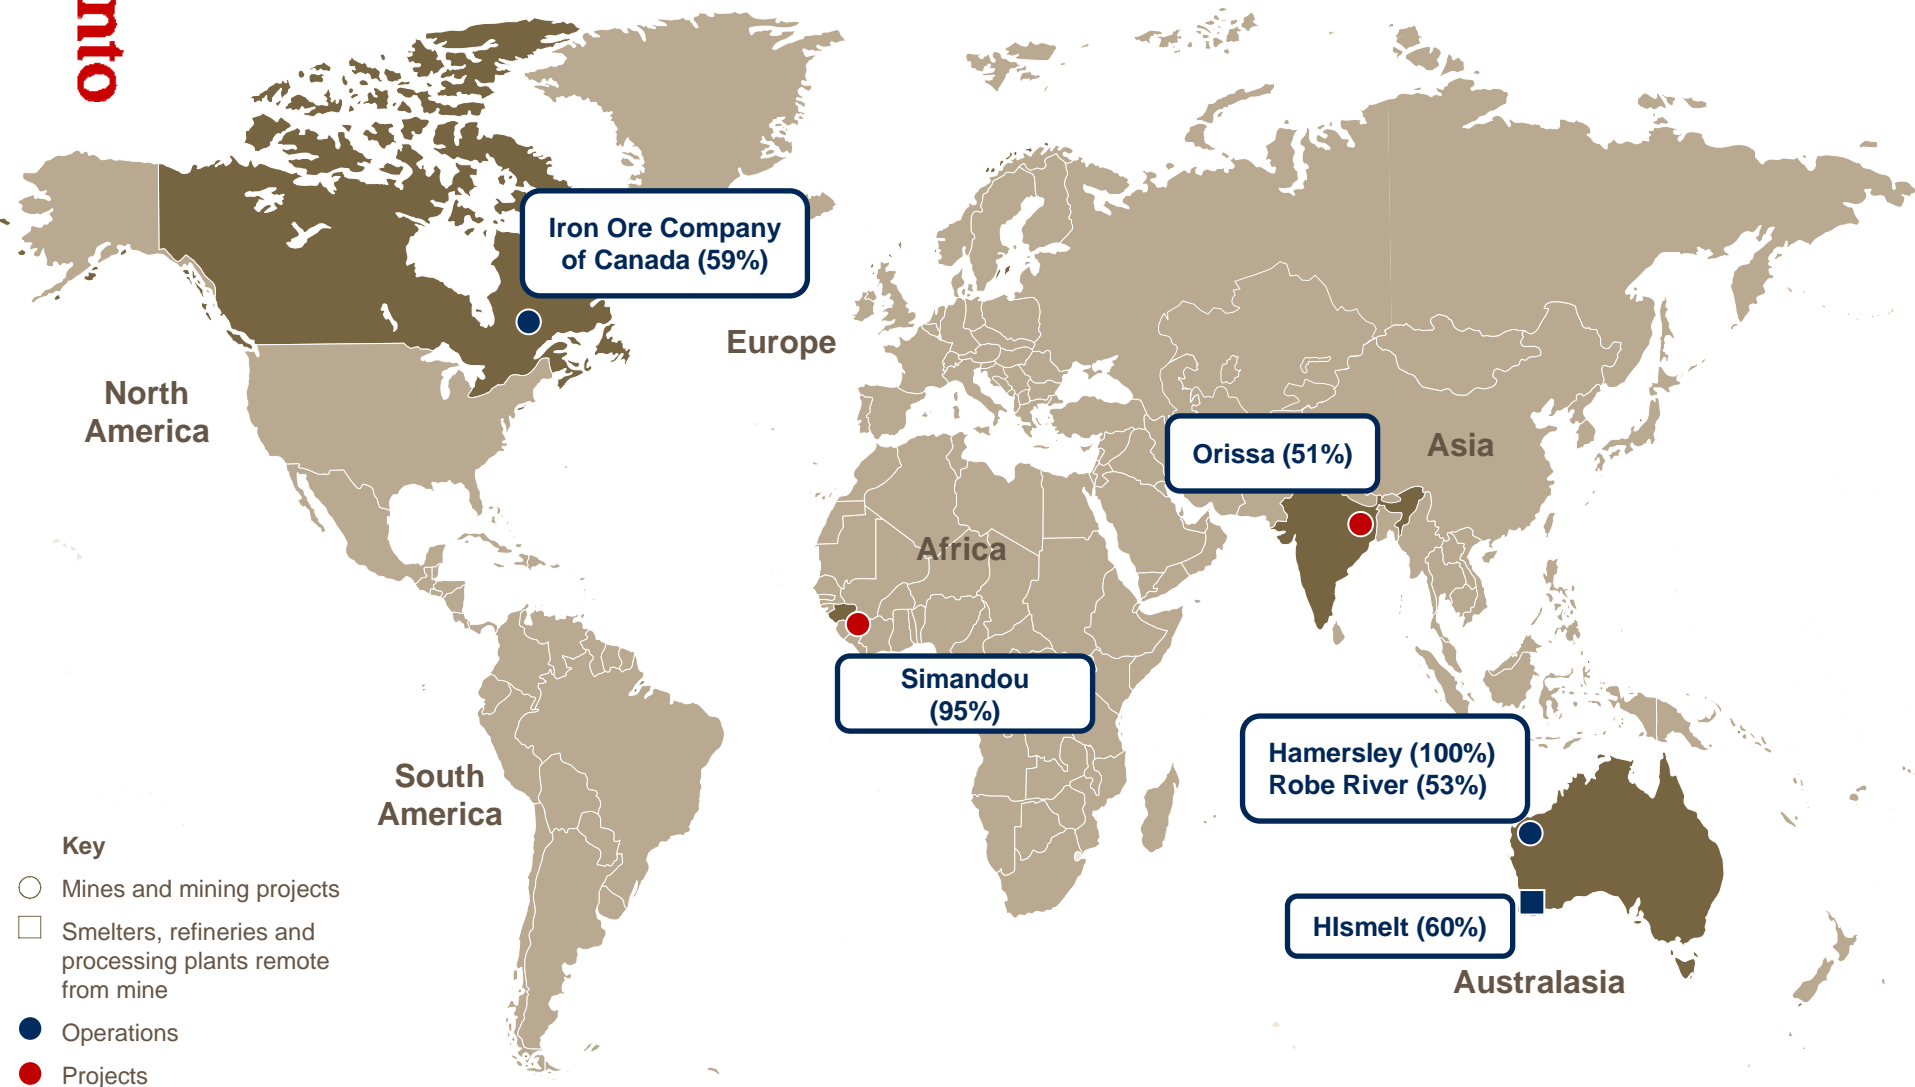 nto
Iron Ore Company
of Canada (59%)
Europe
North
America
Orissa (51%)
Asia
Africa
Simandou
(95%)
Hamersley (100%)
Robe River (53%)
South
America
HIsmelt (60%)
Australasia
Key
Mines and mining projects
Smelters, refineries and
processing plants remote
from mine
Operations
Projects